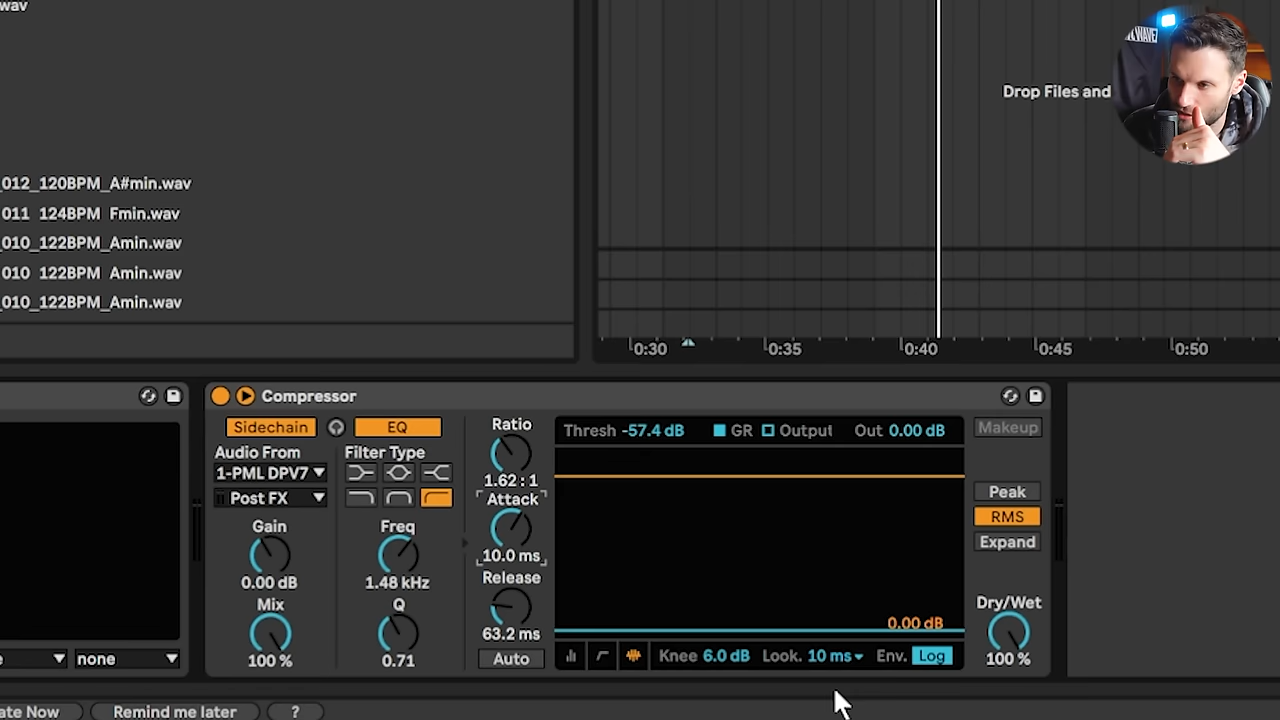 wav
WAVEZ
Drop Files and
012_120BPM_A#min.wav
011 124BPM Fmin.wav
010_122BPM_Amin.wav
010 122BPM Amin.wav
010_122BPM_Amin.wav
0:30 0:35 0:40 0:45 0:50
Compressor
Sidechain EQ
Audio From Filter Type
1-PML DPV7
Post FX
Gain Freq
0.00 dB 1.48 kHz
Mix Q
100 % 0.71
Ratio
1.62 : 1
Attack
10.0 ms
Release
63.2 ms
Auto
Thresh -57.4 dB GR Output Out 0.00 dB
0.00 dB
Knee 6.0 dB Look. 10 ms Env. Log
Makeup
Peak
RMS
Expand
Dry/Wet
100 %
e none
ate Now Remind me later ?